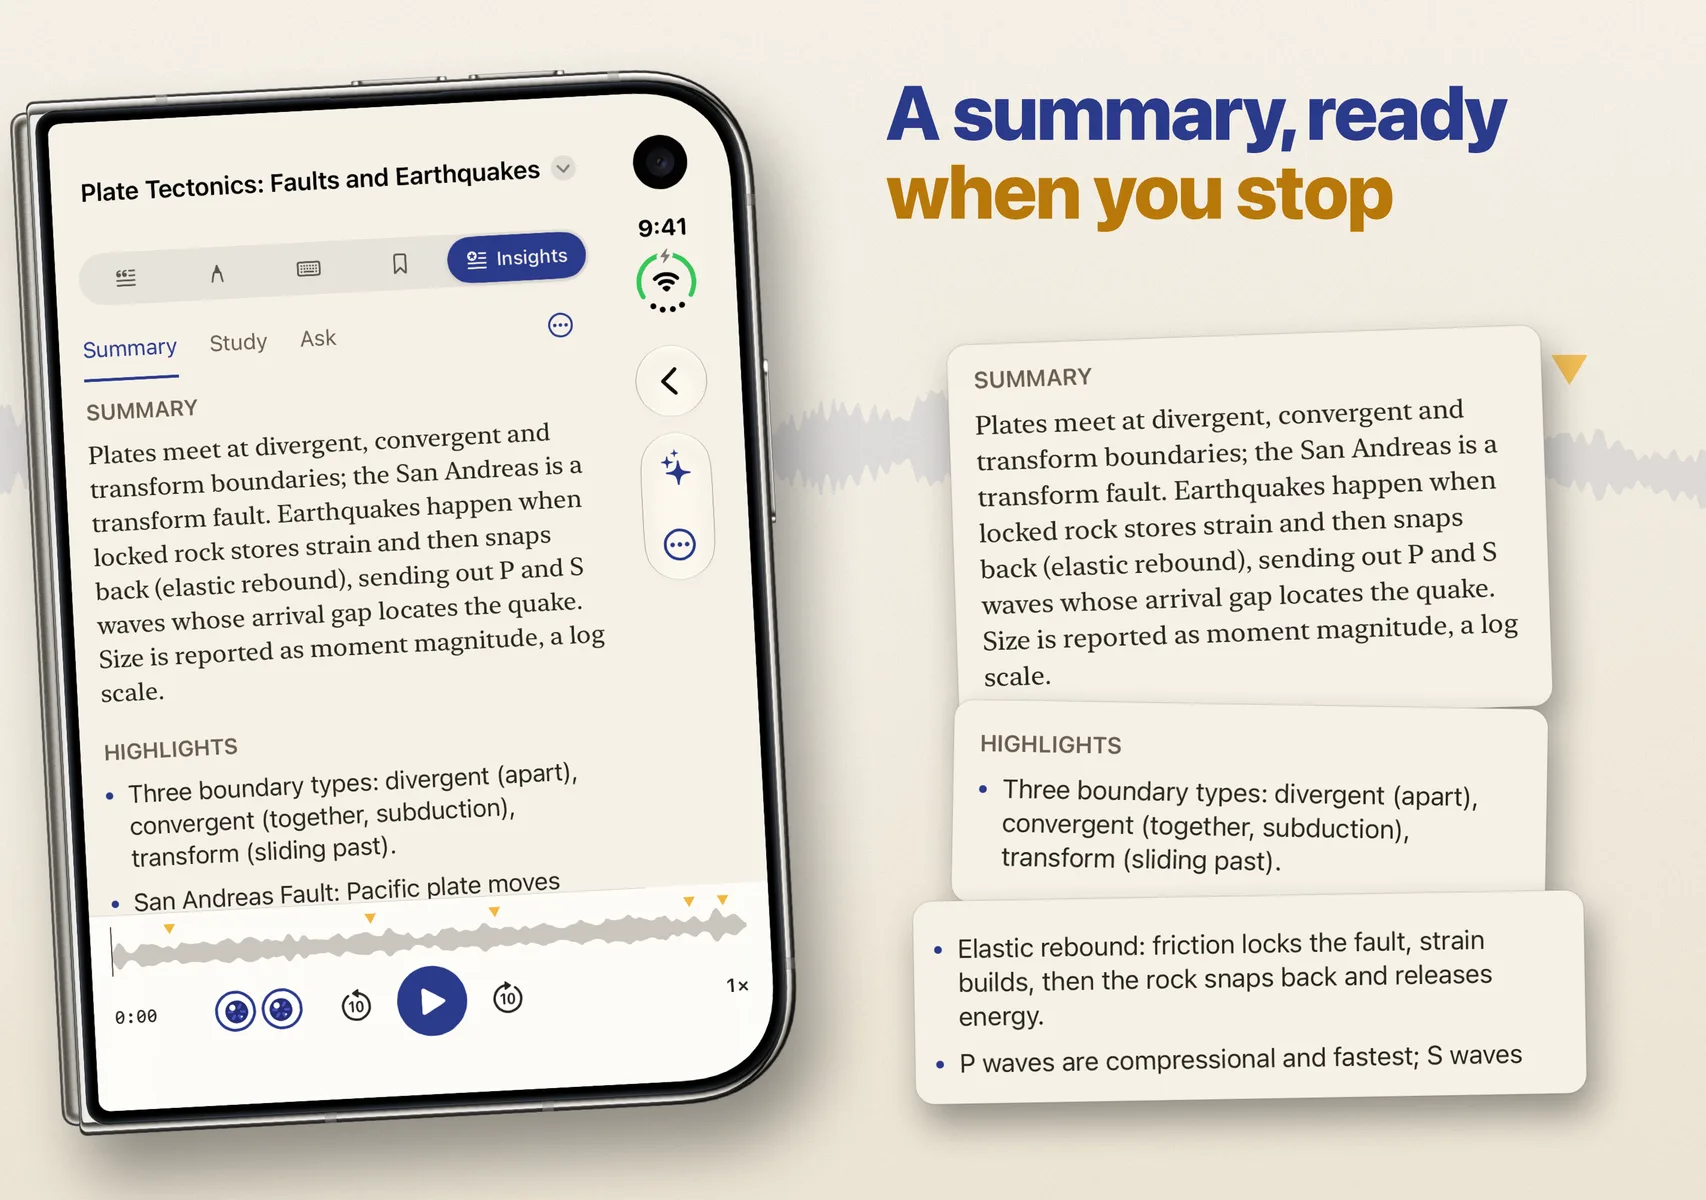 Plate Tectonics: Faults and Earthquakes
9:41
Insights
Summary Study Ask
SUMMARY
Plates meet at divergent, convergent and
transform boundaries; the San Andreas is a
transform fault. Earthquakes happen when
locked rock stores strain and then snaps
back (elastic rebound), sending out P and S
waves whose arrival gap locates the quake.
Size is reported as moment magnitude, a log
scale.
HIGHLIGHTS
• Three boundary types: divergent (apart),
convergent (together, subduction),
transform (sliding past).
• San Andreas Fault: Pacific plate moves
0:00
10
10
1×
A summary, ready
when you stop
SUMMARY
Plates meet at divergent, convergent and
transform boundaries; the San Andreas is a
transform fault. Earthquakes happen when
locked rock stores strain and then snaps
back (elastic rebound), sending out P and S
waves whose arrival gap locates the quake.
Size is reported as moment magnitude, a log
scale.
HIGHLIGHTS
• Three boundary types: divergent (apart),
convergent (together, subduction),
transform (sliding past).
• Elastic rebound: friction locks the fault, strain
builds, then the rock snaps back and releases
energy.
• P waves are compressional and fastest; S waves